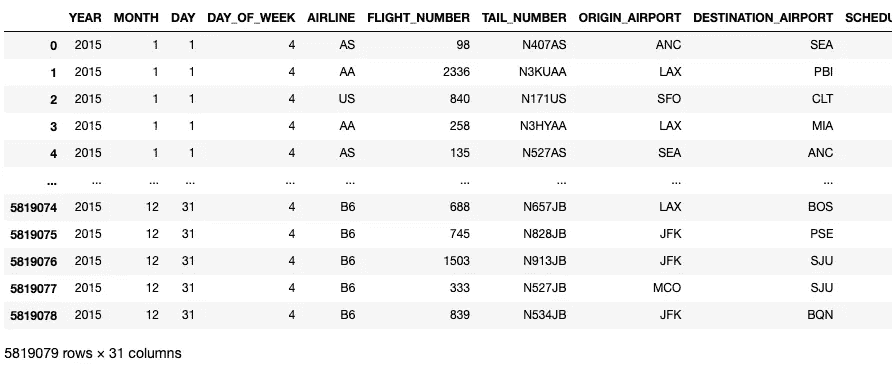 YEAR MONTH DAY DAY_OF_WEEK AIRLINE FLIGHT_NUMBER TAIL_NUMBER ORIGIN_AIRPORT DESTINATION_AIRPORT SCHEDU
0 2015 1 1 4 AS 98 N407AS ANC SEA
1 2015 1 1 4 AA 2336 N3KUAA LAX PBI
2 2015 1 1 4 US 840 N171US SFO CLT
3 2015 1 1 4 AA 258 N3HYAA LAX MIA
4 2015 1 1 4 AS 135 N527AS SEA ANC
... ... ... ... ... ... ... ... ... ...
5819074 2015 12 31 4 B6 688 N657JB LAX BOS
5819075 2015 12 31 4 B6 745 N828JB JFK PSE
5819076 2015 12 31 4 B6 1503 N913JB JFK SJU
5819077 2015 12 31 4 B6 333 N527JB MCO SJU
5819078 2015 12 31 4 B6 839 N534JB JFK BQN
5819079 rows × 31 columns